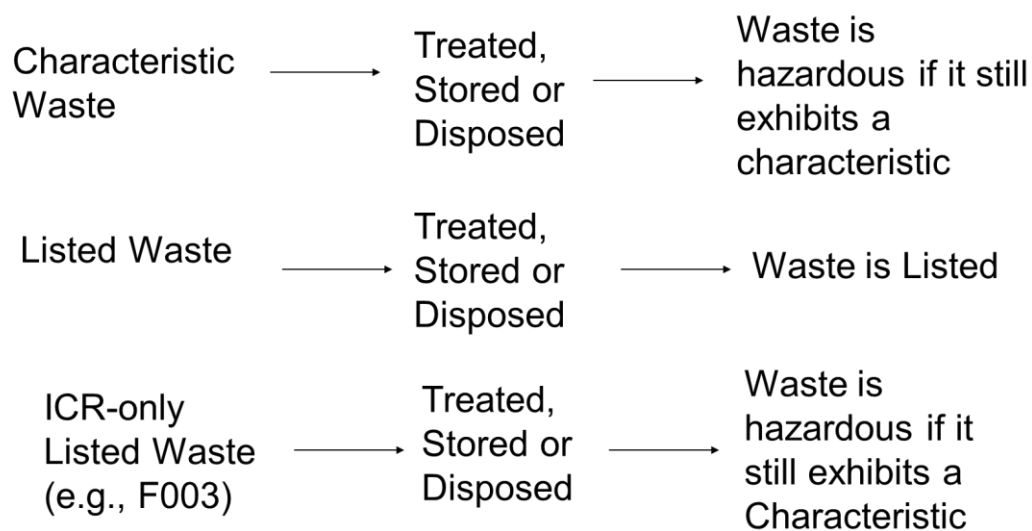 Characteristic
Waste
Treated,
Stored or
Disposed
Waste is
hazardous if it still
exhibits a
characteristic
Listed Waste
Treated,
Stored or
Disposed
Waste is Listed
ICR-only
Listed Waste
(e.g., F003)
Treated,
Stored or
Disposed
Waste is
hazardous if it
still exhibits a
Characteristic